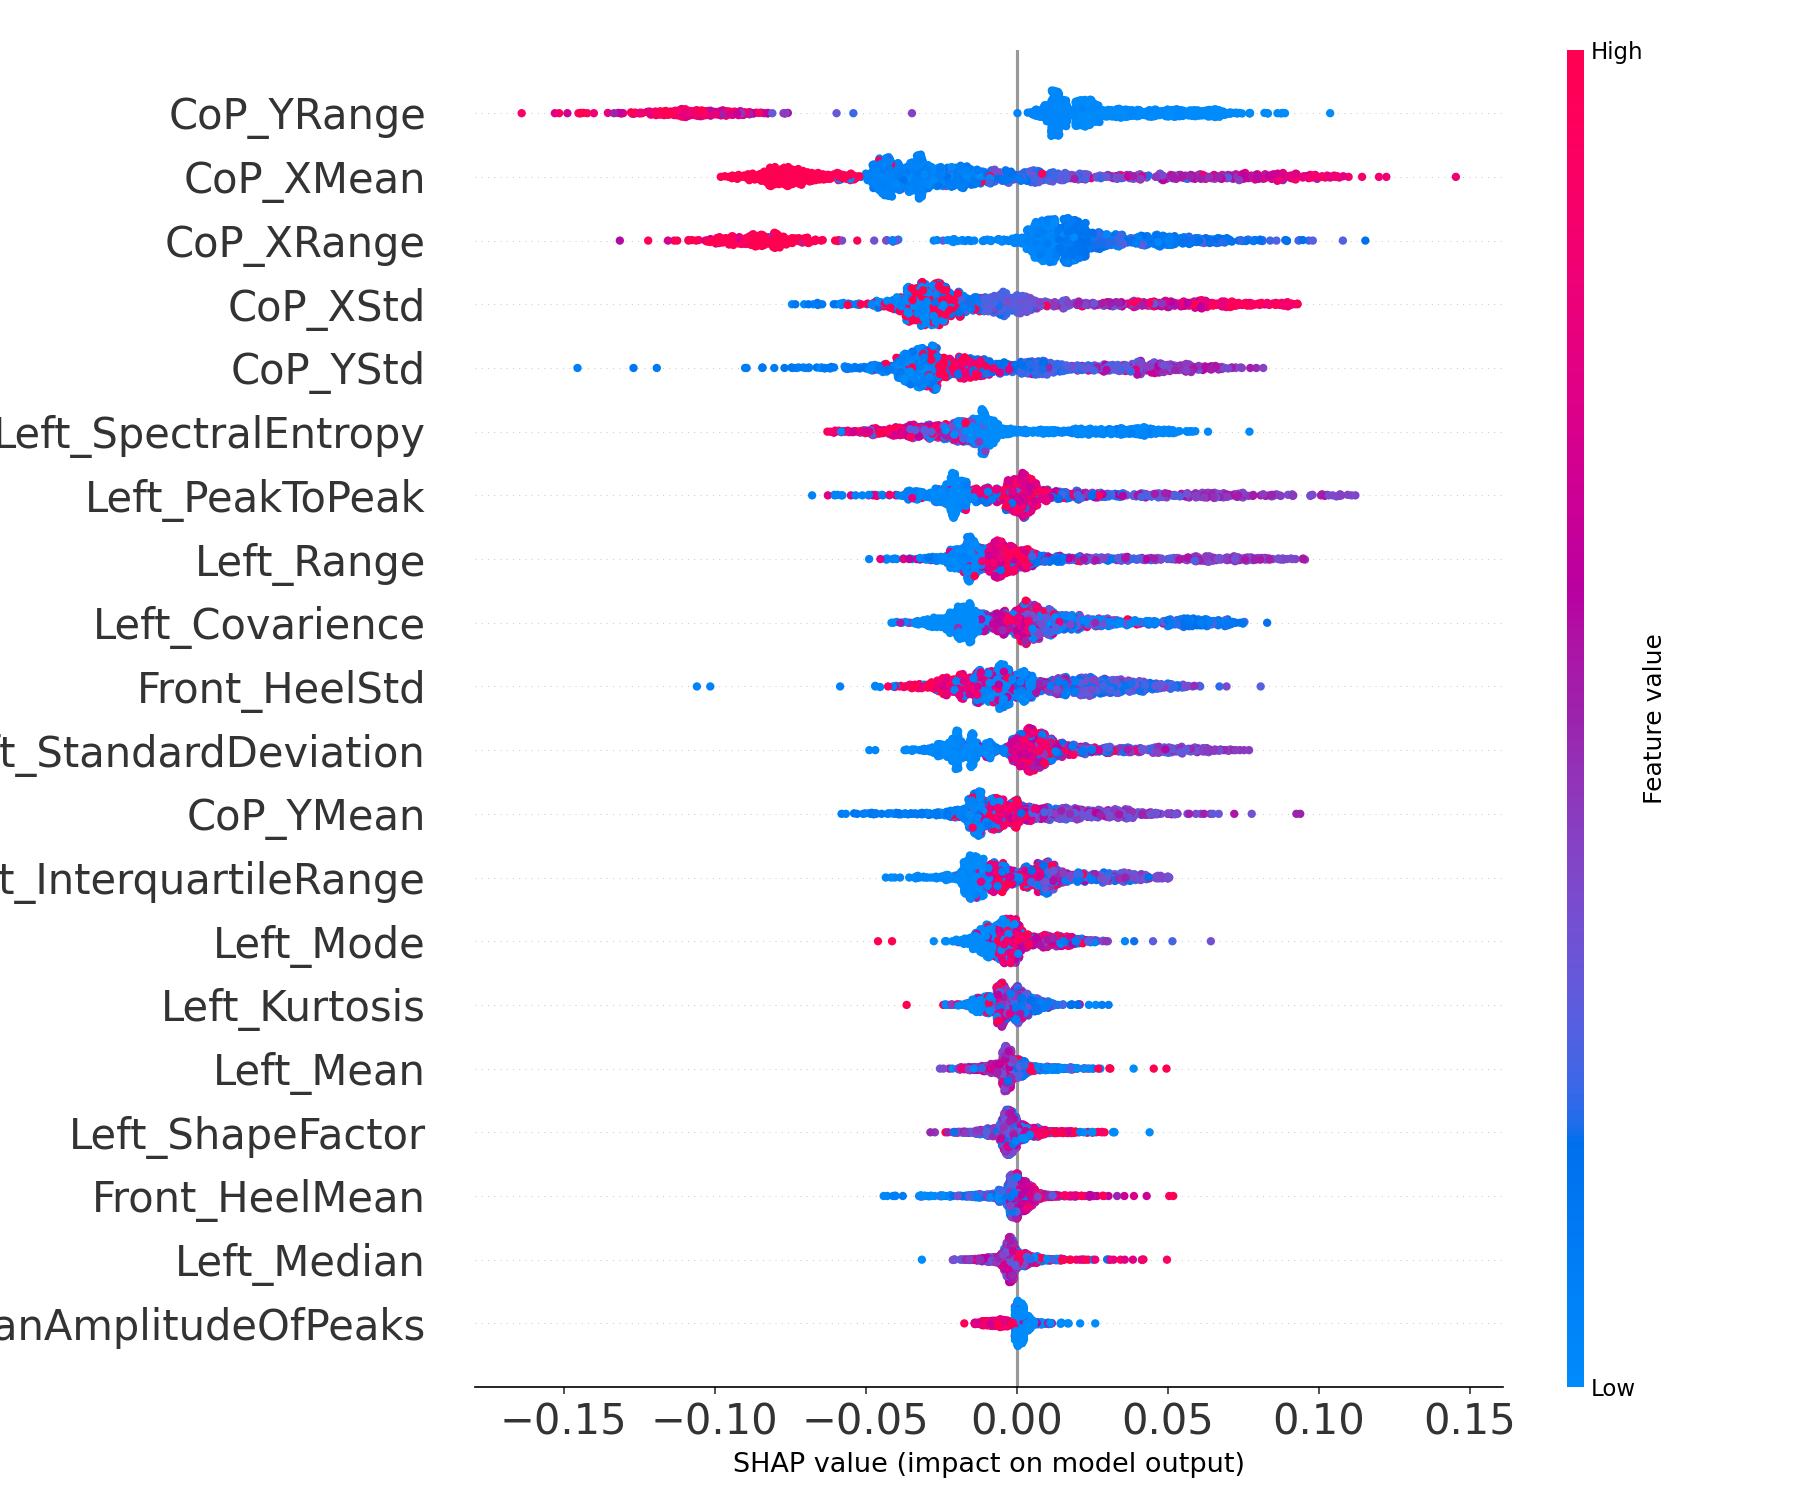 High
CoP_YRange
CoP_XMean
CoP_XRange
CoP_XStd
CoP_YStd
Left_SpectralEntropy
Left_PeakToPeak
Left_Range
Left_Covarience
Front_HeelStd
t_StandardDeviation
CoP_YMean
t_InterquartileRange
Left_Mode
Left_Kurtosis
Left_Mean
Left_ShapeFactor
Front_HeelMean
Left_Median
anAmplitudeOfPeaks
Feature value
Low
−0.15 −0.10 −0.05 0.00 0.05 0.10 0.15
SHAP value (impact on model output)